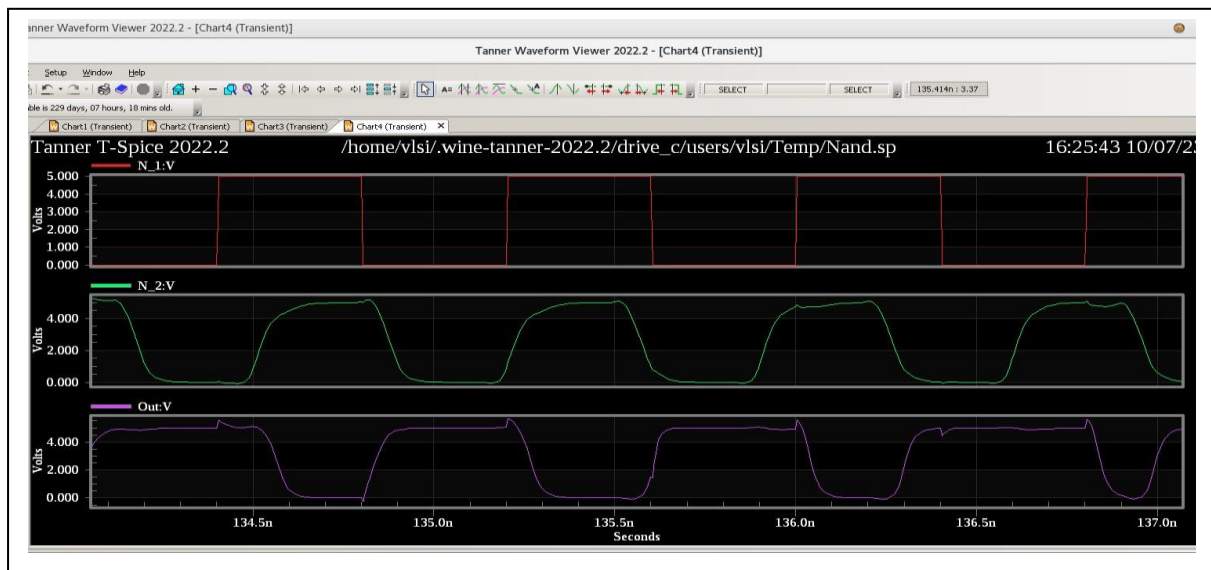 anner Waveform Viewer 2022.2 - [Chart4 (Transient)]
Tanner Waveform Viewer 2022.2 - [Chart4 (Transient)]
Setup Window Help
A= SELECT SELECT 135.414n : 3.37
ble is 229 days, 07 hours, 18 mins old.
Chart1 (Transient) Chart2 (Transient) Chart3 (Transient) Chart4 (Transient) X
Tanner T-Spice 2022.2 /home/vlsi/.wine-tanner-2022.2/drive_c/users/vlsi/Temp/Nand.sp 16:25:43 10/07/2
N_1:V
5.000
4.000
3.000
2.000
1.000
0.000
Volts
N_2:V
4.000
2.000
0.000
Volts
Out:V
4.000
2.000
0.000
Volts
134.5n 135.0n 135.5n 136.0n 136.5n 137.0n
Seconds